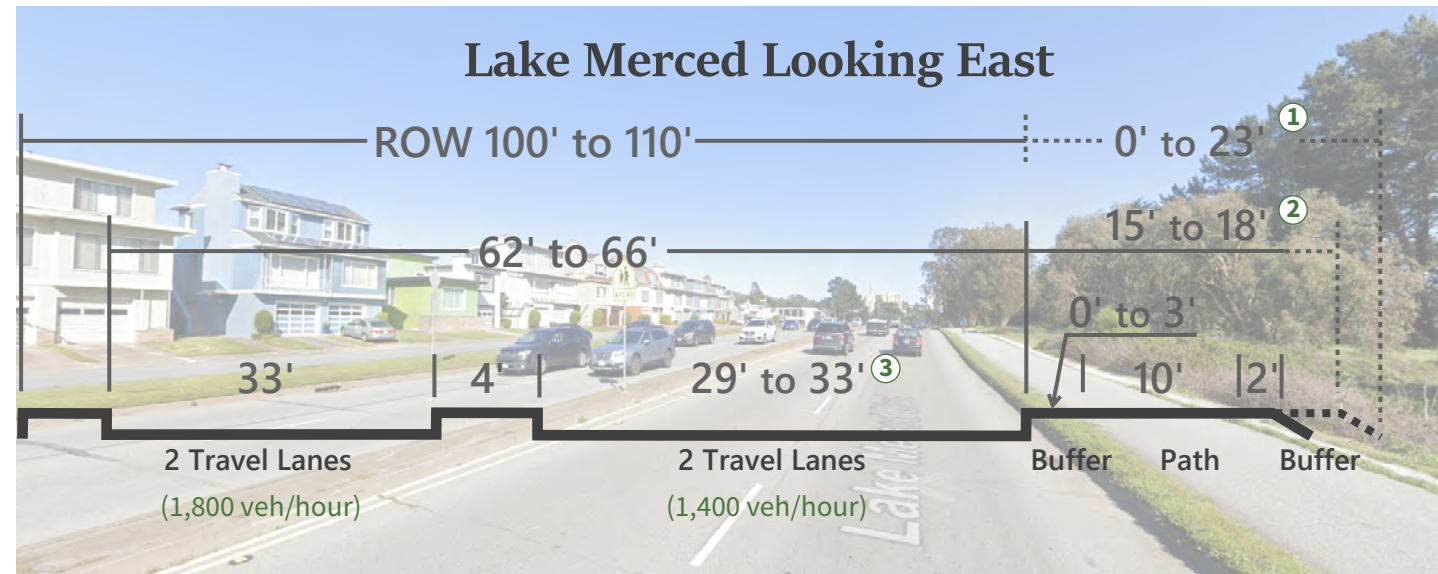 Lake Merced Looking East
ROW 100' to 110'
0' to 23' 1
15' to 18' 2
62' to 66'
0' to 3'
33'
4'
29' to 33' 3
10'
2'
2 Travel Lanes
2 Travel Lanes
Buffer
Path
Buffer
(1,800 veh/hour)
(1,400 veh/hour)
AHEAD